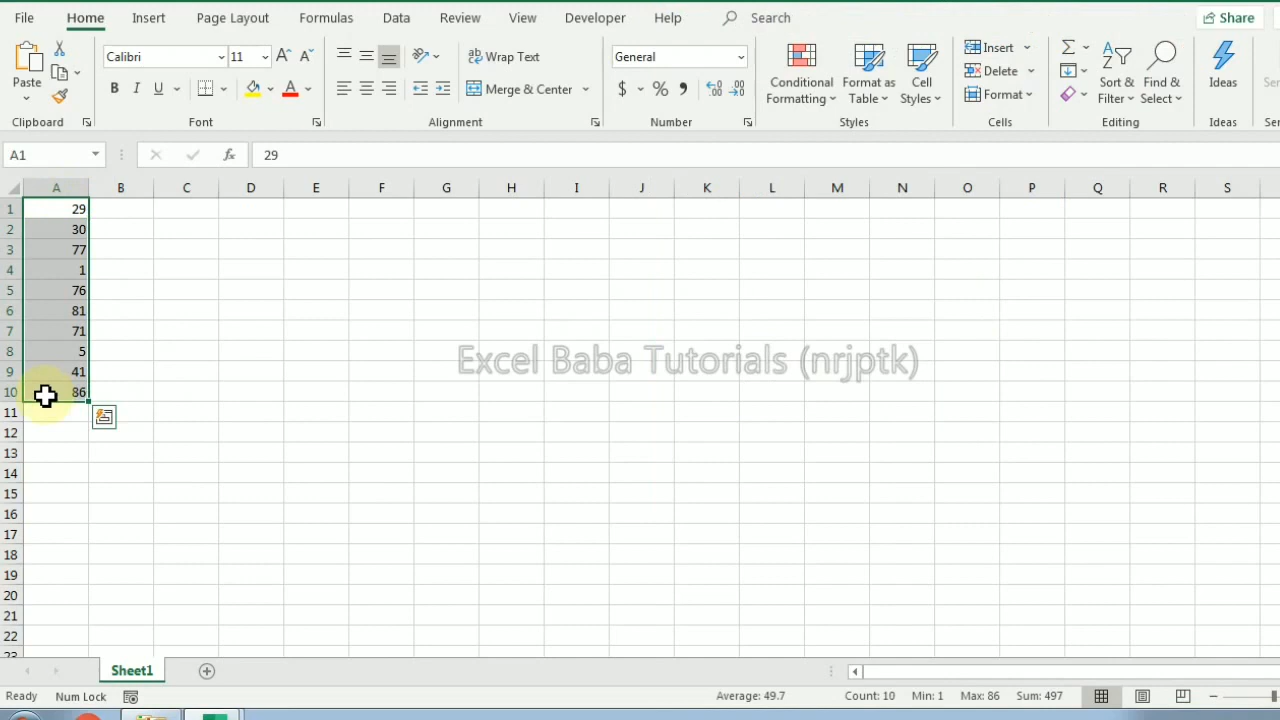 File Home Insert Page Layout Formulas Data Review View Developer Help Search Share
Calibri 11 ab Wrap Text General Insert Σ
Paste B I U A Merge & Center $ % Conditional Formatting Format as Table Cell Styles Delete Format Sort & Filter Find & Select Ideas
Clipboard Font Alignment Number Styles Cells Editing Ideas
A1 fx 29
A B C D E F G H I J K L M N O P Q R S
1 29
2 30
3 77
4 1
5 76
6 81
7 71
8 5
Excel Baba Tutorials (nrjptk)
9 41
10 86
11
12
13
14
15
16
17
18
19
20
21
22
23
Sheet1
Ready Num Lock Average: 49.7 Count: 10 Min: 1 Max: 86 Sum: 497